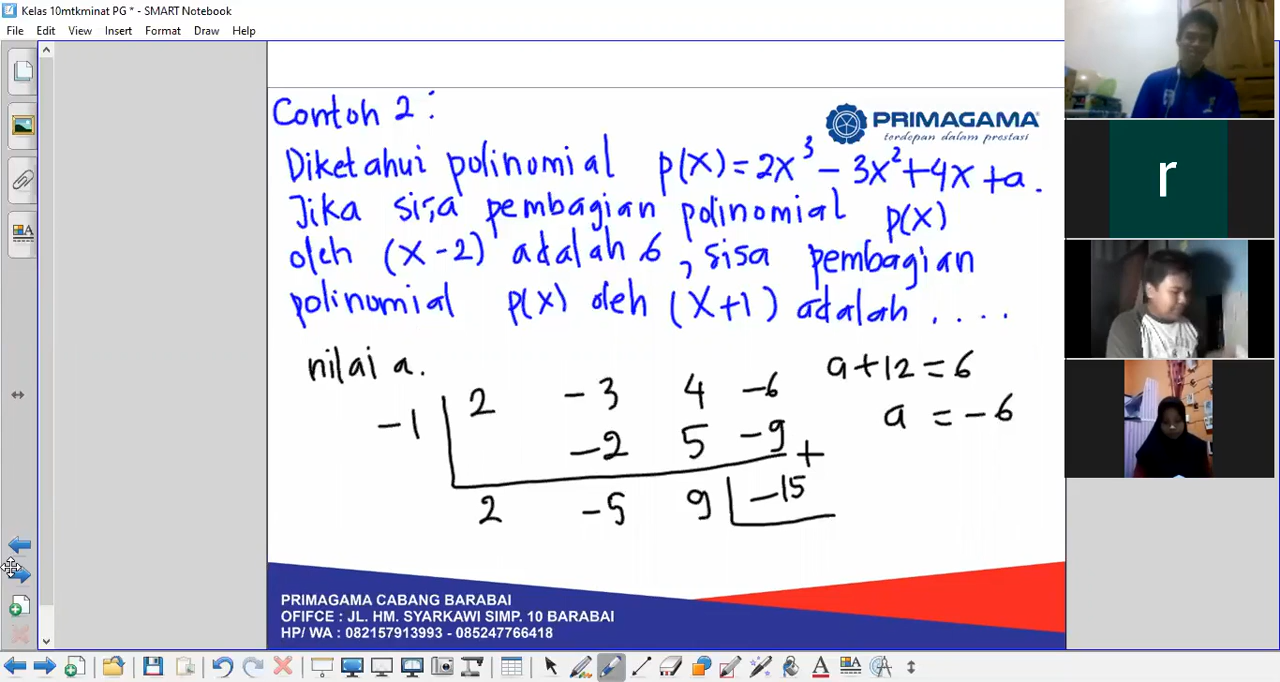 Kelas 10mtkminat PG * - SMART Notebook
File Edit View Insert Format Draw Help
Contoh 2 :
PRIMAGAMA
terdepan dalam prestasi
Diketahui polinomial p(x) = 2x³ - 3x² + 4x + a.
Jika sisa pembagian polinomial p(x)
oleh (x-2) adalah 6, sisa pembagian
polinomial p(x) oleh (x+1) adalah ....
nilai a.
a+12 = 6
a = -6
2 -3 4 -6
-1
-2 5 -9 +
2 -5 9 -15
PRIMAGAMA CABANG BARABAI
OFIFCE : JL. HM. SYARKAWI SIMP. 10 BARABAI
HP/ WA : 082157913993 - 085247766418
r